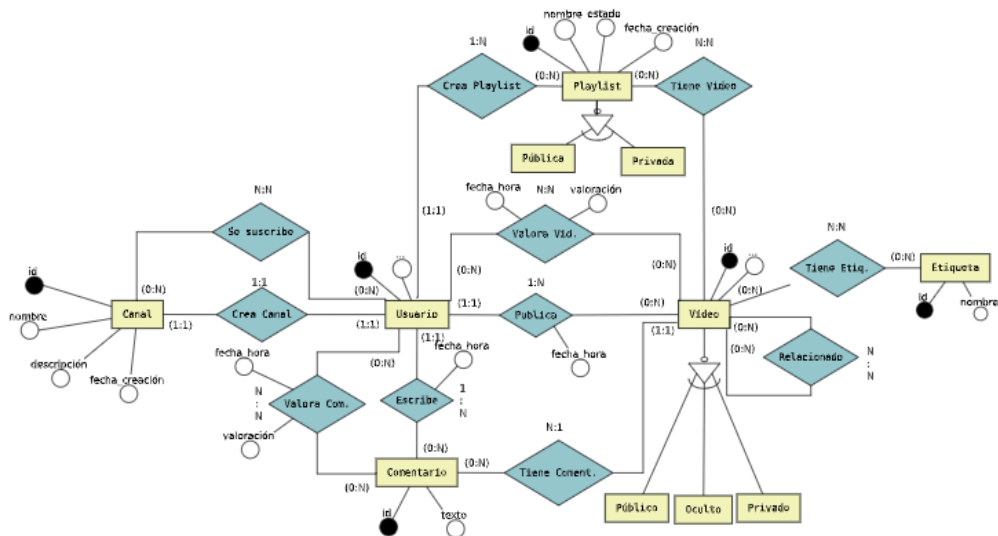 nombre estado
id
fecha_creación
1:N
N:N
Crea Playlist
(0:N)
Playlist
(0:N)
Tiene Video
Pública
Privada
N:N
fecha_hora
N:N
valoración
(1:1)
(0:N)
N:N
Se suscribe
Valora Vid.
id
...
id
...
id
(0:N)
(0:N)
(0:N)
(0:N)
(0:N)
Tiene Etiq.
(0:N)
Etiqueta
1:1
1:N
nombre
Canal
Crea Canal
Usuario
(1:1)
Publica
(0:N)
Video
id
nombre
(1:1)
(1:1)
(1:1)
(1:1)
(0:N)
fecha_hora
(0:N)
fecha_hora
fecha_hora
(0:N)
Relacionado
N
:
N
descripción
fecha_creación
N
:
N
Valora Com.
Escribe
1
:
N
valoración
N:1
(0:N)
(0:N)
Comentario
(0:N)
Tiene Coment.
id
texto
Público
Oculto
Privado